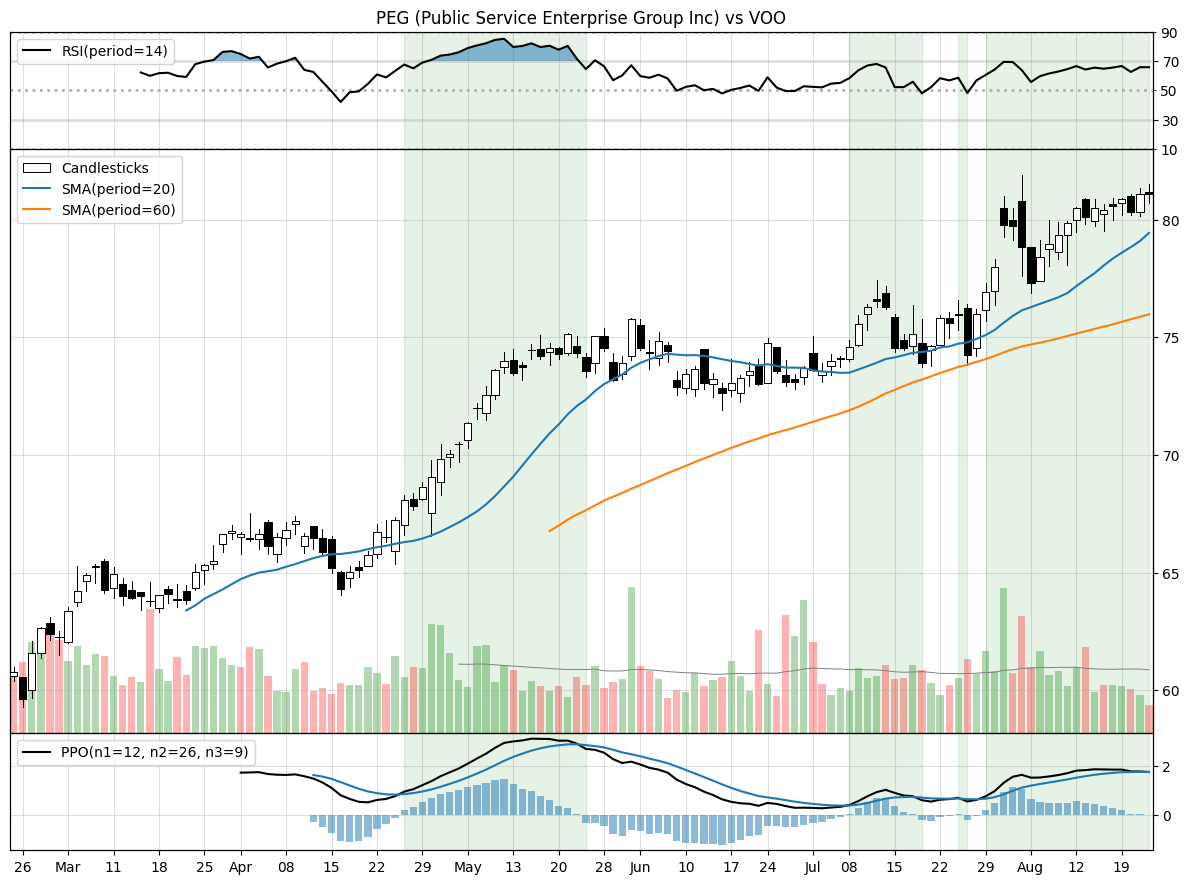 PEG (Public Service Enterprise Group Inc) vs VOO
RSI(period=14)
90
70
50
30
10
Candlesticks
SMA(period=20)
SMA(period=60)
80
75
70
65
60
PPO(n1=12, n2=26, n3=9)
2
0
26 Mar 11 18 25 Apr 08 15 22 29 May 13 20 28 Jun 10 17 24 Jul 08 15 22 29 Aug 12 19